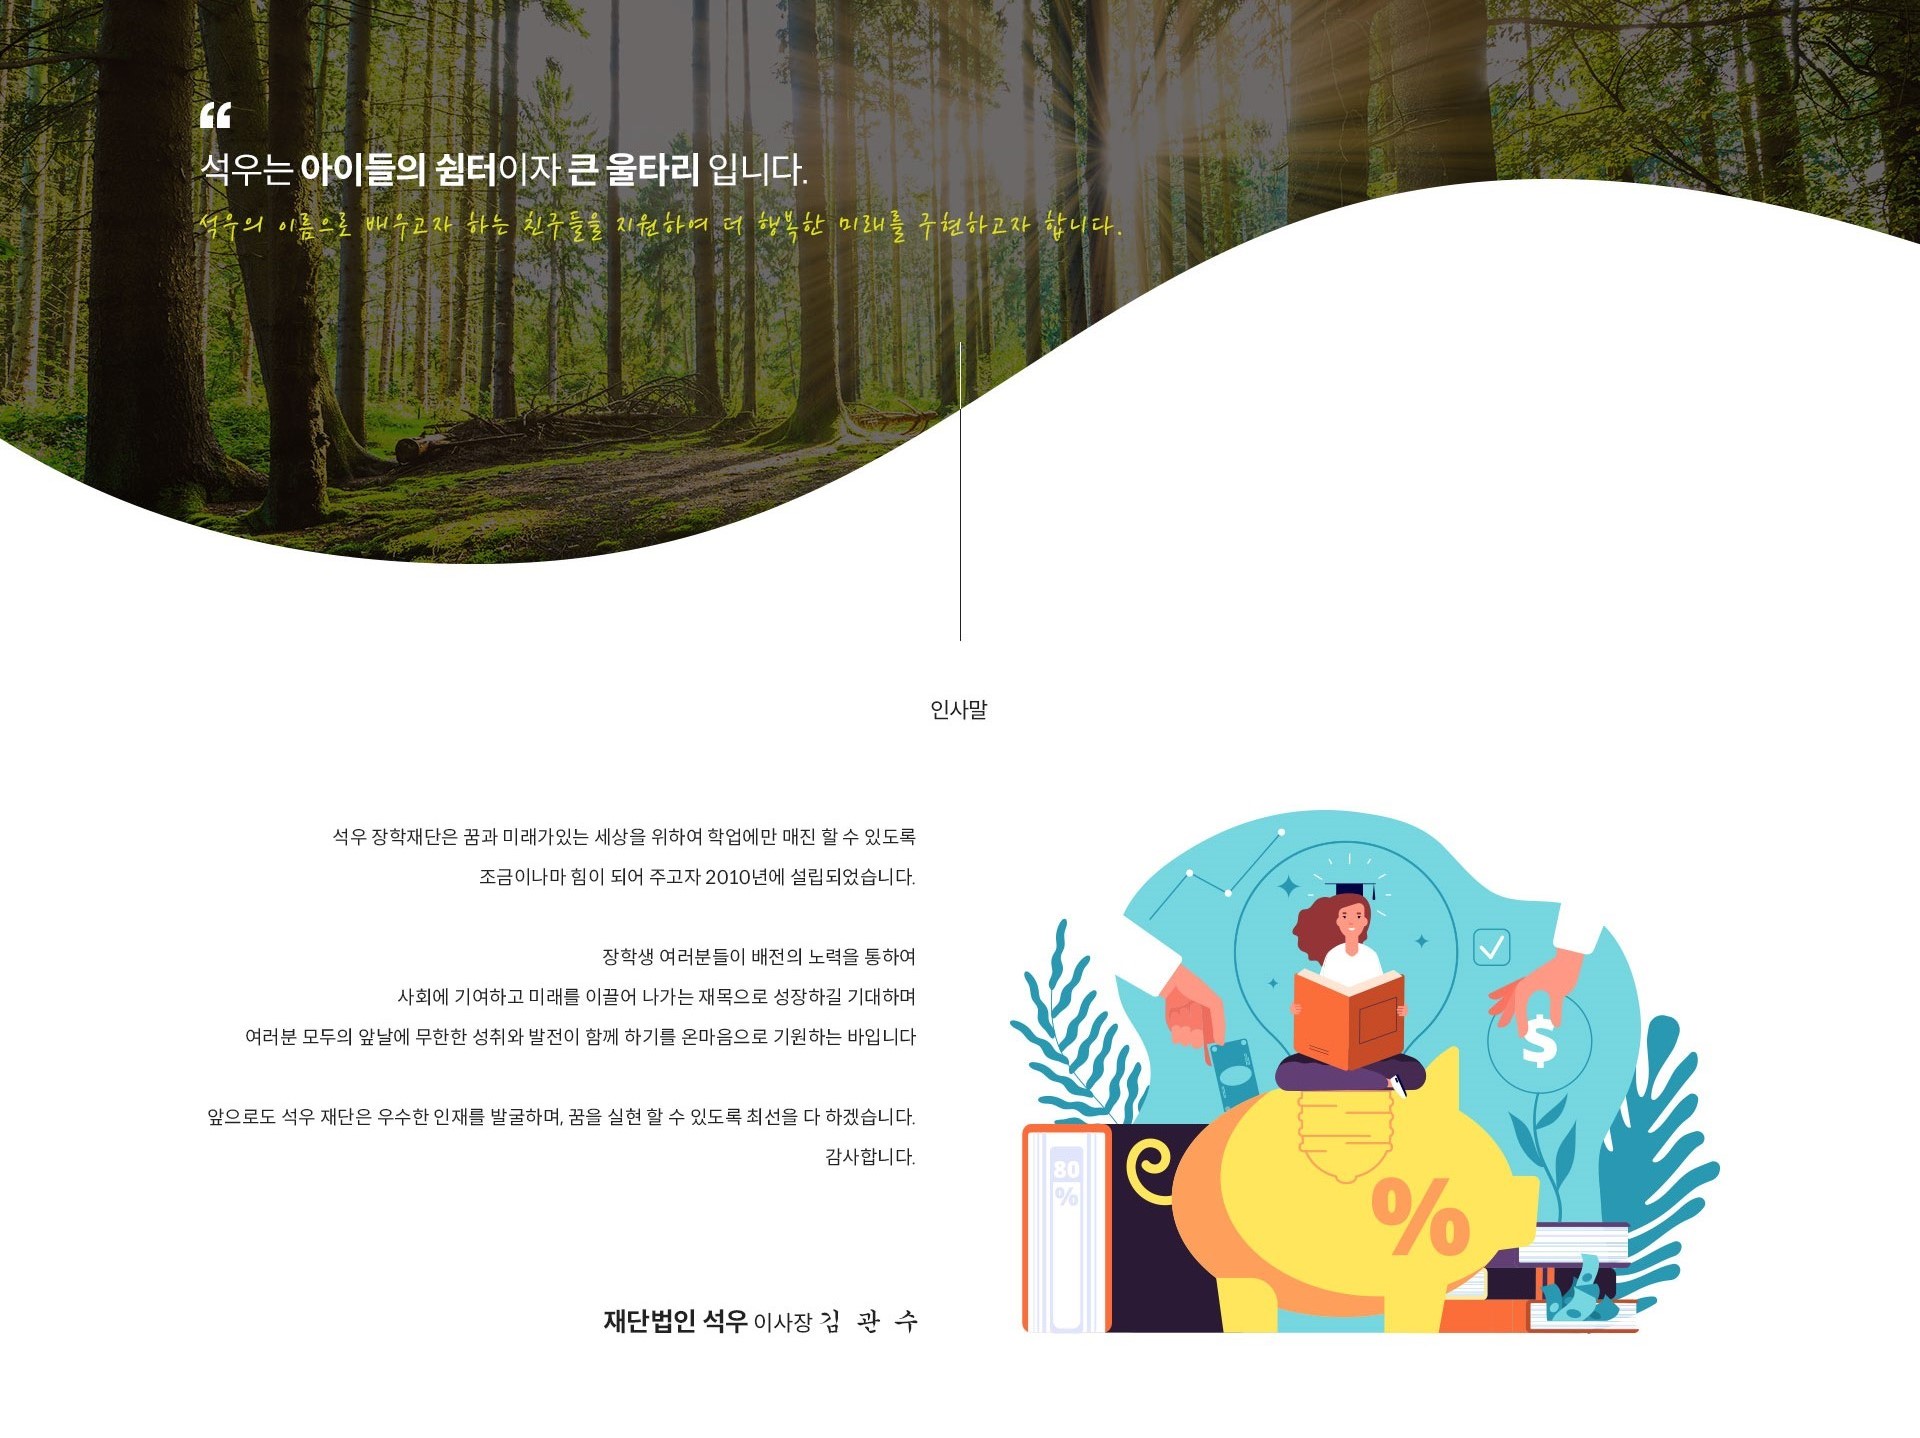 “
석우는 아이들의 쉼터이자 큰 울타리 입니다.
석우의 이름으로 배우고자 하는 친구들을 지원하여 더 행복한 미래를 구현하고자 합니다.
인사말
석우 장학재단은 꿈과 미래가있는 세상을 위하여 학업에만 매진 할 수 있도록
조금이나마 힘이 되어 주고자 2010년에 설립되었습니다.
장학생 여러분들이 배전의 노력을 통하여
사회에 기여하고 미래를 이끌어 나가는 재목으로 성장하길 기대하며
여러분 모두의 앞날에 무한한 성취와 발전이 함께 하기를 온마음으로 기원하는 바입니다
앞으로도 석우 재단은 우수한 인재를 발굴하며, 꿈을 실현 할 수 있도록 최선을 다 하겠습니다.
감사합니다.
재단법인 석우 이사장 김 관 수
$
80
%
%